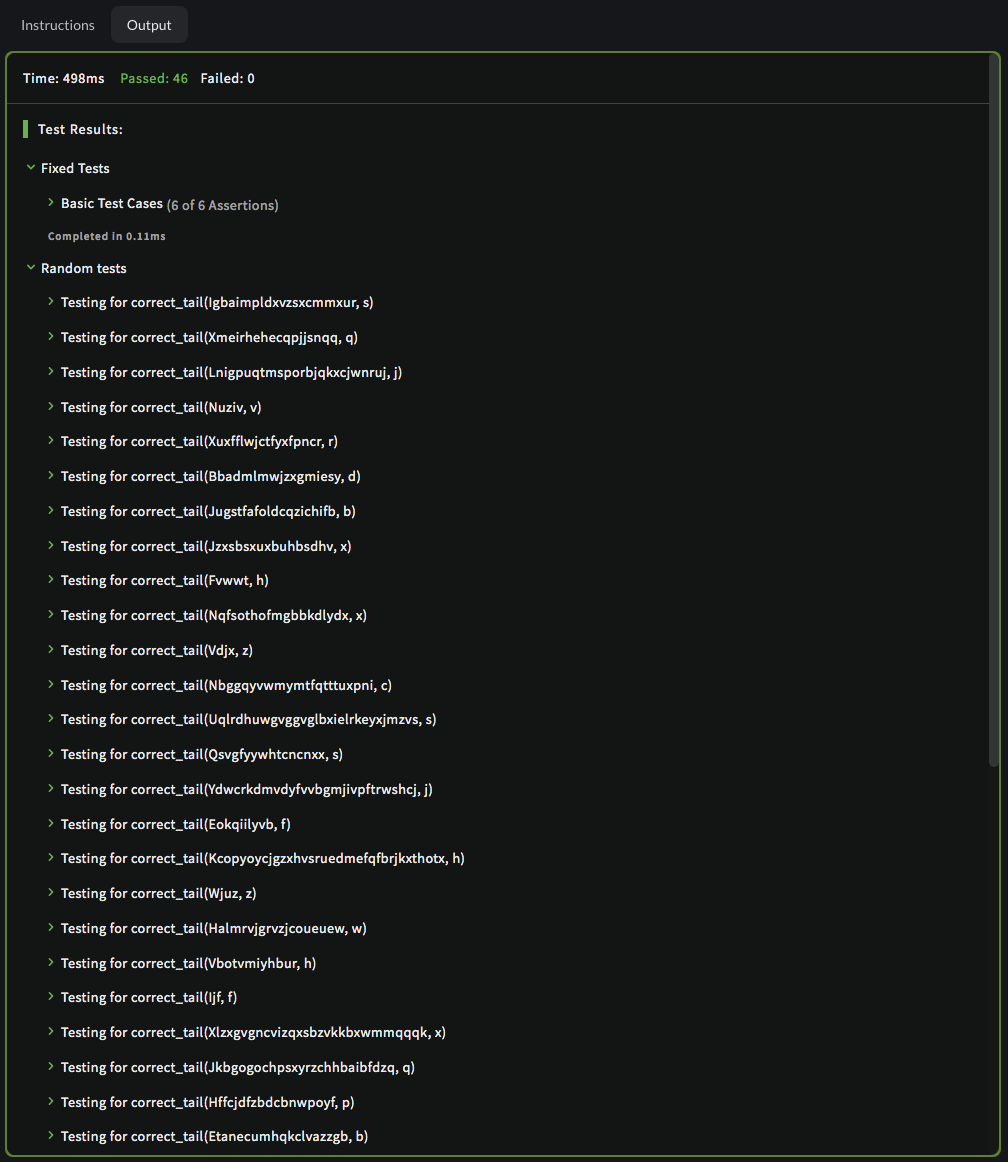 Instructions Output
Time: 498ms Passed: 46 Failed: 0
Test Results:
Fixed Tests
Basic Test Cases (6 of 6 Assertions)
Completed in 0.11ms
Random tests
Testing for correct_tail(Igbaimpldxvzsxcmmxur, s)
Testing for correct_tail(Xmeirhehecqpjjsnqq, q)
Testing for correct_tail(Lnigpuqtmsporbjqkxcjwnruj, j)
Testing for correct_tail(Nuziv, v)
Testing for correct_tail(Xuxfflwjctfyxfpncr, r)
Testing for correct_tail(Bbadmlmwjzxgmiesy, d)
Testing for correct_tail(Jugstfafoldcqzichifb, b)
Testing for correct_tail(Jzxsbsxuxbuhbsdhv, x)
Testing for correct_tail(Fvwwt, h)
Testing for correct_tail(Nqfsothofmgbbkdlydx, x)
Testing for correct_tail(Vdjx, z)
Testing for correct_tail(Nbggqyvwmymtfqtttuxpni, c)
Testing for correct_tail(Uqlrdhuwgvggvglbxielrkeyxjmzvs, s)
Testing for correct_tail(Qsvgfyywhtcncnxx, s)
Testing for correct_tail(Ydwcrkdmvdyfvvbgmjivpftrwshcj, j)
Testing for correct_tail(Eokqiilyvb, f)
Testing for correct_tail(Kcopyoycjgzxhvsruedmefqfbrjkxthotx, h)
Testing for correct_tail(Wjuz, z)
Testing for correct_tail(Halmrvjgrvzjcoueuew, w)
Testing for correct_tail(Vbotvmiyhbur, h)
Testing for correct_tail(Ijf, f)
Testing for correct_tail(Xlzxgvgncvizqxsbzvkkbxwmmqqqk, x)
Testing for correct_tail(Jkbgogochpsxyrzchhbaibfdzq, q)
Testing for correct_tail(Hffcjdfzbdcbnwpoyf, p)
Testing for correct_tail(Etanecumhqkclvazzgb, b)